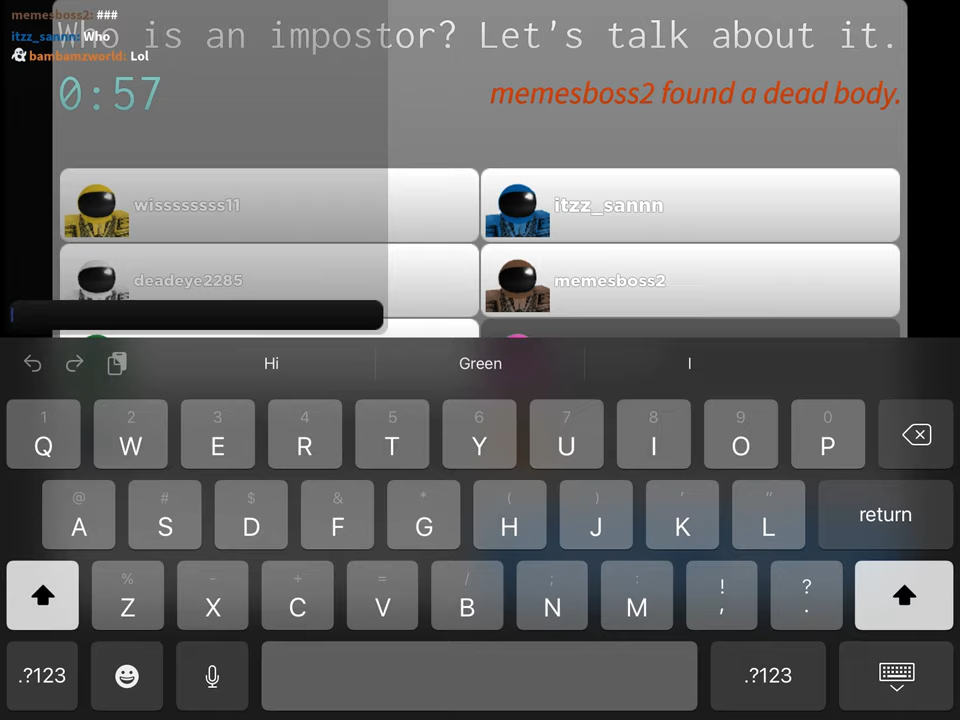 memesboss2: ###
itzz_sannn: Who
bambamzworld: Lol
Who is an impostor? Let's talk about it.
0:57
memesboss2 found a dead body.
wissssssss11
itzz_sannn
deadeye2285
memesboss2
Hi Green I
1 2 3 4 5 6 7 8 9 0
Q W E R T Y U I O P
@ # $ & * ( ) ' "
A S D F G H J K L return
% - + = / ; : ! ?
Z X C V B N M , .
.?123 .?123